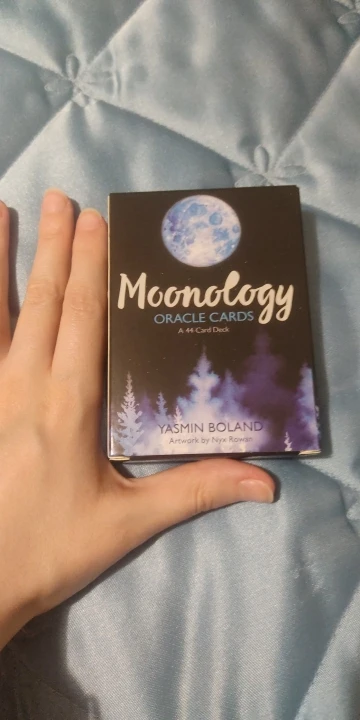 Moonology
ORACLE CARDS
A 44 Card Deck
YASMIN BOLAND
Artwork by Nyx Rowan